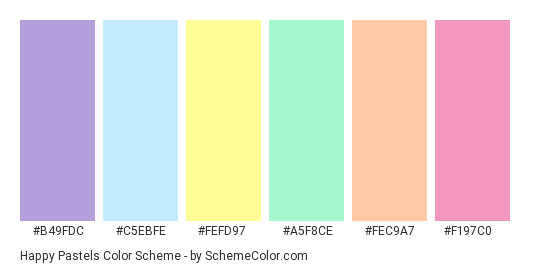 #B49FDC #C5EBFE #FEFD97 #A5F8CE #FEC9A7 #F197C0
Happy Pastels Color Scheme - by SchemeColor.com